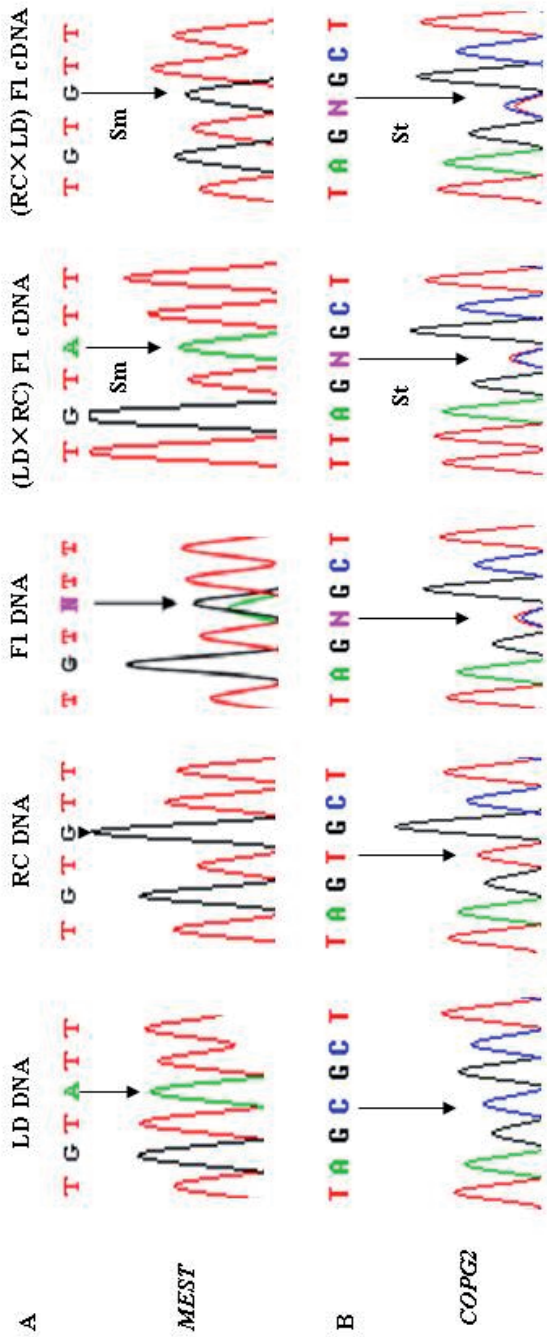 LD DNA RC DNA F1 DNA (LD×RC) F1 cDNA (RC×LD) F1 cDNA
A
T G T A T T T G T G T T T G T N T T T G T A T T T G T G T T
Sm Sm
MEST
B
T A G C G C T T A G T G C T T A G N G C T T T A G N G C T T A G N G C T
St St
COPG2